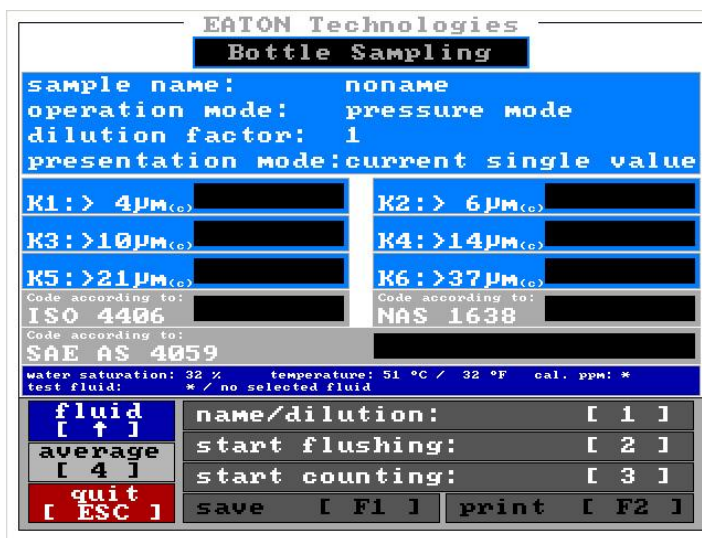 EATON Technologies
Bottle Sampling
sample name: noname
operation mode: pressure mode
dilution factor: 1
presentation mode:current single value
K1:> 4µm(c) K2:> 6µm(c)
K3:>10µm(c) K4:>14µm(c)
K5:>21µm(c) K6:>37µm(c)
Code according to: Code according to:
ISO 4406 NAS 1638
Code according to:
SAE AS 4059
water saturation: 32 % temperature: 51 °C / 32 °F cal. ppm: *
test fluid: * / no selected fluid
fluid
[ ↑ ]
average
[ 4 ]
quit
[ ESC ]
name/dilution: [ 1 ]
start flushing: [ 2 ]
start counting: [ 3 ]
save [ F1 ] print [ F2 ]